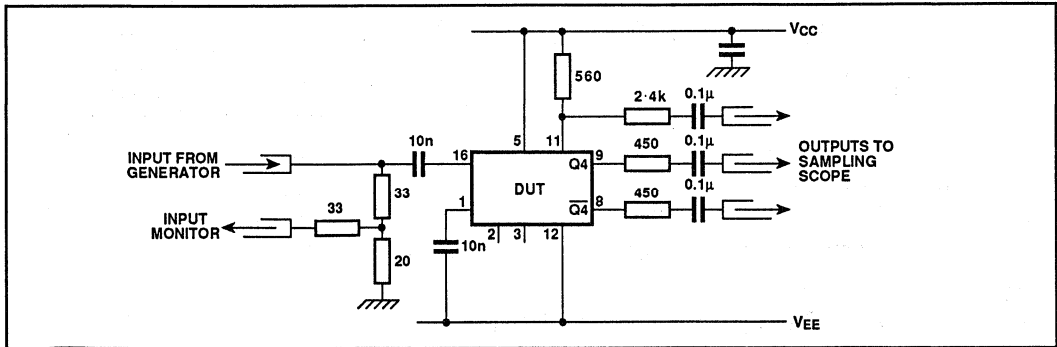 VCC
560
2·4k
0.1µ
10n
5
11
INPUT FROM
GENERATOR
16
Q4
9
450
0.1µ
OUTPUTS TO
SAMPLING
SCOPE
33
DUT
0.1µ
1
Q4
8
450
INPUT
MONITOR
33
2
3
12
10n
20
VEE